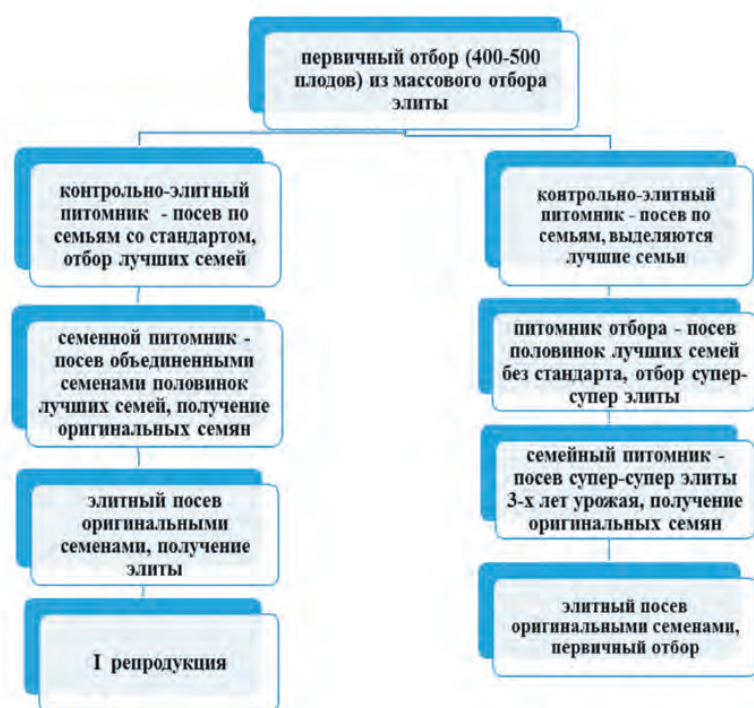 первичный отбор (400-500
плодов) из массового отбора
элиты
контрольно-элитный
питомник - посев по
семьям со стандартом,
отбор лучших семей
семенной питомник -
посев объединенными
семенами половинок
лучших семей, получение
оригинальных семян
элитный посев
оригинальными
семенами, получение
элиты
I репродукция
контрольно-элитный
питомник - посев по
семьям, выделяются
лучшие семьи
питомник отбора - посев
половинок лучших семей
без стандарта, отбор супер-
супер элиты
семейный питомник -
посев супер-супер элиты
3-х лет урожая, получение
оригинальных семян
элитный посев
оригинальными семенами,
первичный отбор